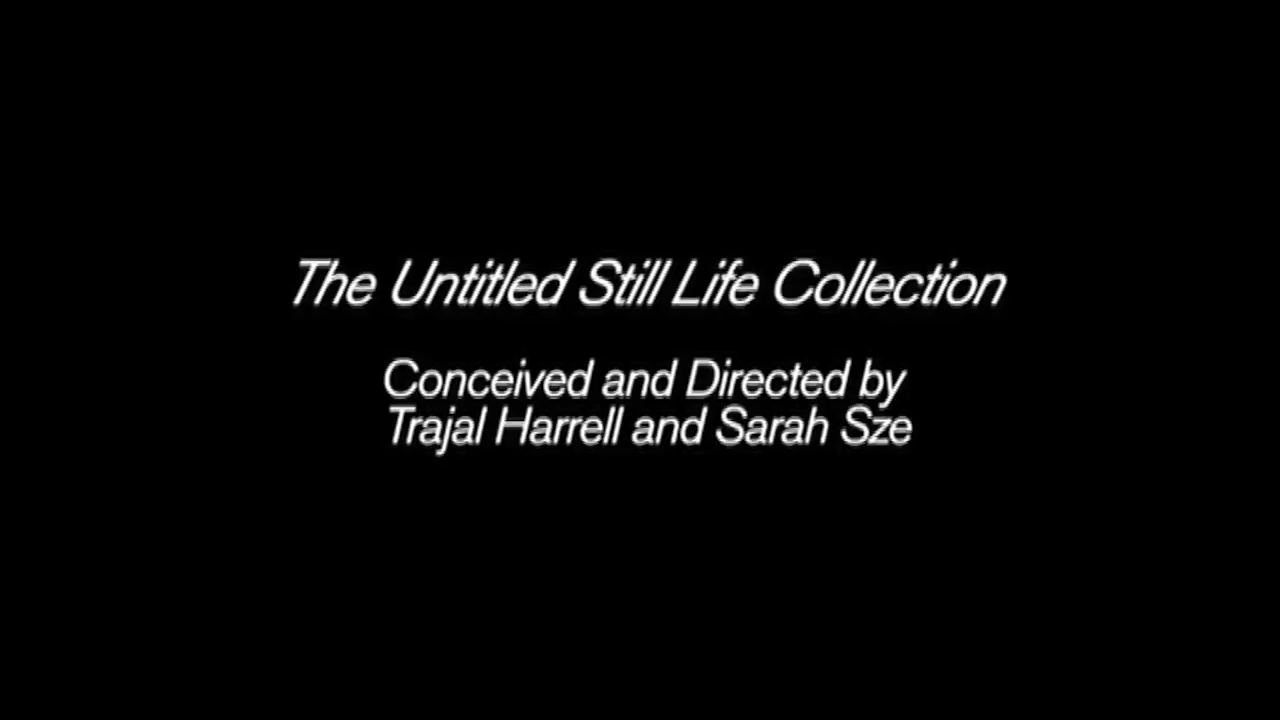 The Untitled Still Life Collection
Conceived and Directed by
Trajal Harrell and Sarah Sze